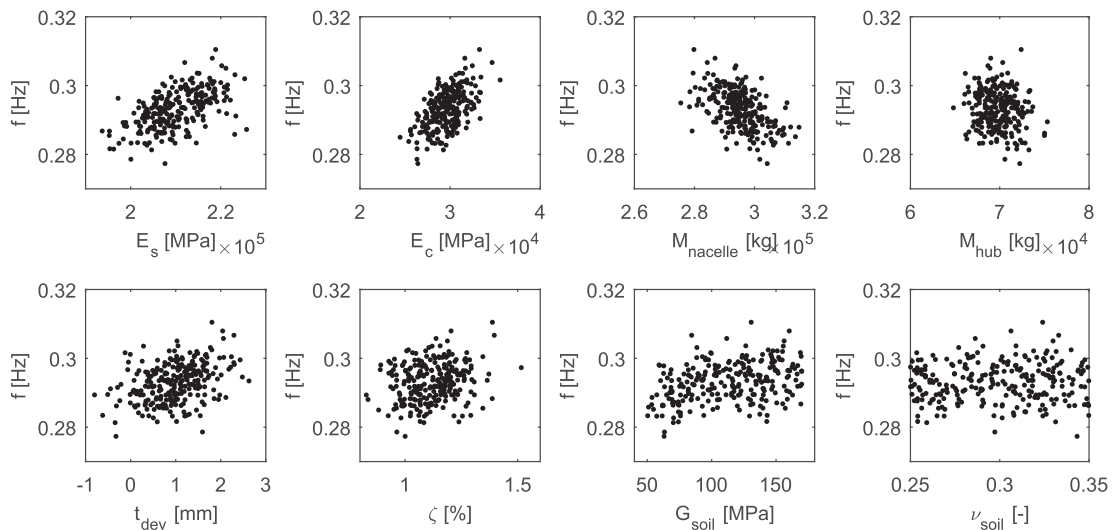 0.32 0.32 0.32 0.32
f [Hz] 0.3 f [Hz] 0.3 f [Hz] 0.3 f [Hz] 0.3
0.28 0.28 0.28 0.28
2 2.2 2 3 4 2.6 2.8 3 3.2 6 7 8
E_s [MPa] ×10^5 E_c [MPa] ×10^4 M_nacelle [kg] ×10^5 M_hub [kg] ×10^4
0.32 0.32 0.32 0.32
f [Hz] 0.3 f [Hz] 0.3 f [Hz] 0.3 f [Hz] 0.3
0.28 0.28 0.28 0.28
-1 0 1 2 3 1 1.5 50 100 150 0.25 0.3 0.35
t_dev [mm] ζ [%] G_soil [MPa] ν_soil [-]